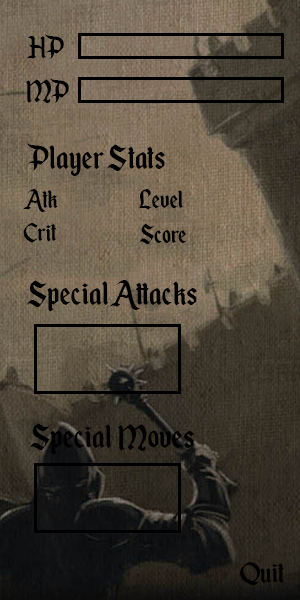 HP
MP
Player Stats
Atk Level
Crit Score
Special Attacks
Special Moves
Quit